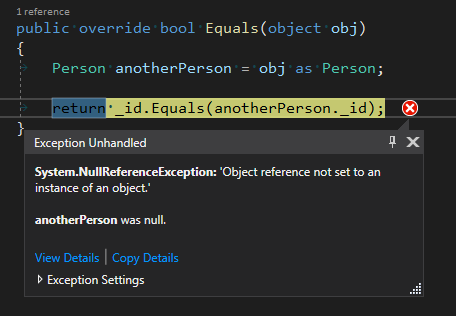 1 reference
public override bool Equals(object obj)
{
Person anotherPerson = obj as Person;
return _id.Equals(anotherPerson._id);
}
Exception Unhandled
System.NullReferenceException: 'Object reference not set to an
instance of an object.'
anotherPerson was null.
View Details | Copy Details
Exception Settings